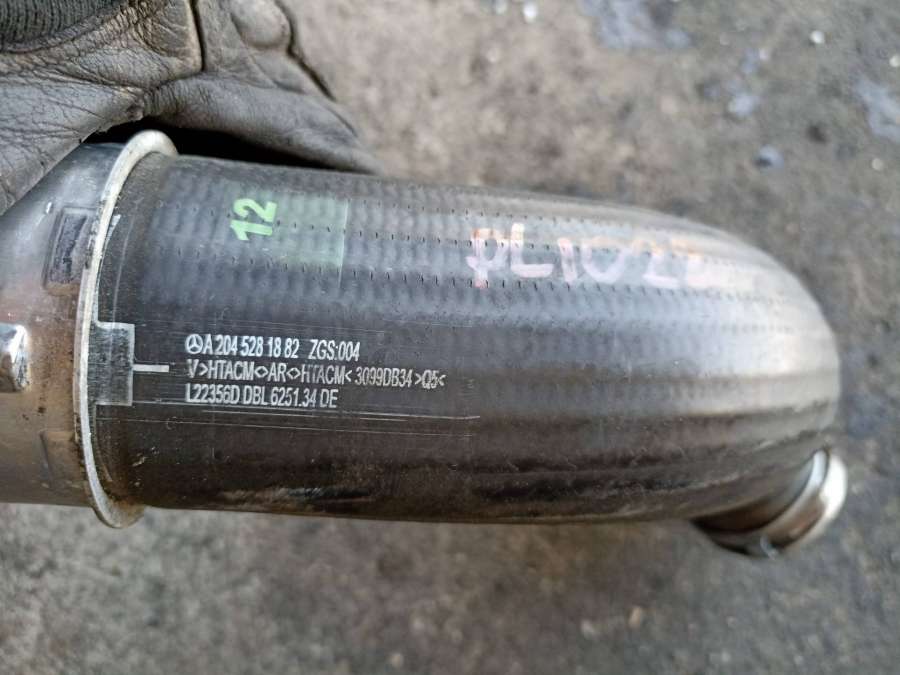 12
A 204 528 18 82 ZGS:004
V>HTACM<>AR<>HTACM< 3099DB34 >Q5<
L22356D DBL 6251.34 DE